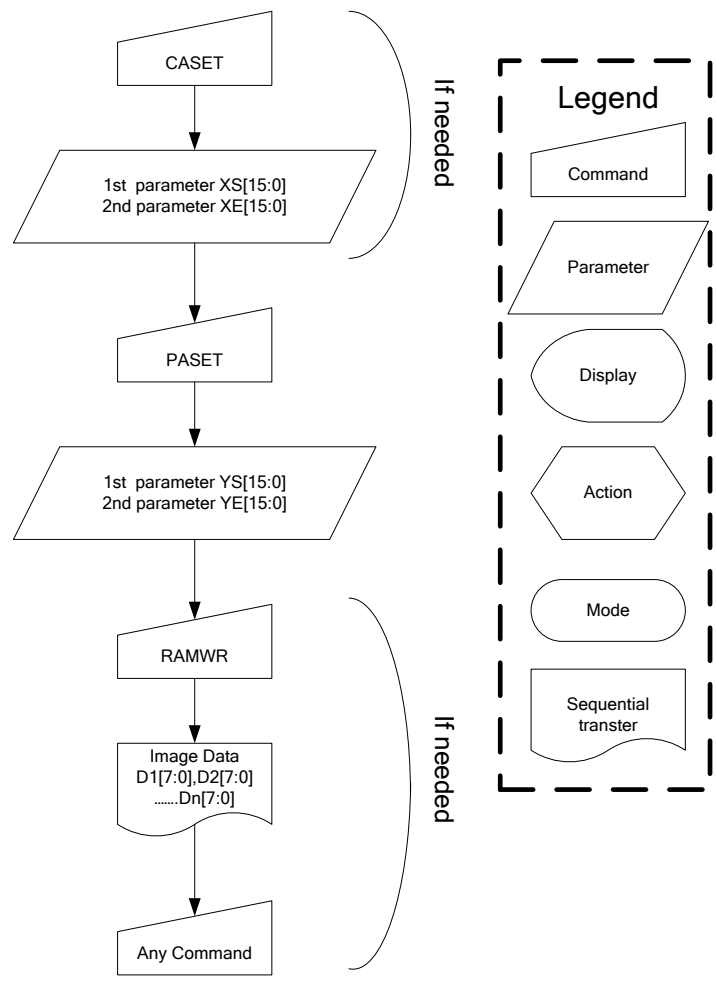 CASET
1st parameter XS[15:0]
2nd parameter XE[15:0]
If needed
PASET
1st parameter YS[15:0]
2nd parameter YE[15:0]
RAMWR
Image Data
D1[7:0],D2[7:0]
.......Dn[7:0]
Any Command
If needed
Legend
Command
Parameter
Display
Action
Mode
Sequential
transter